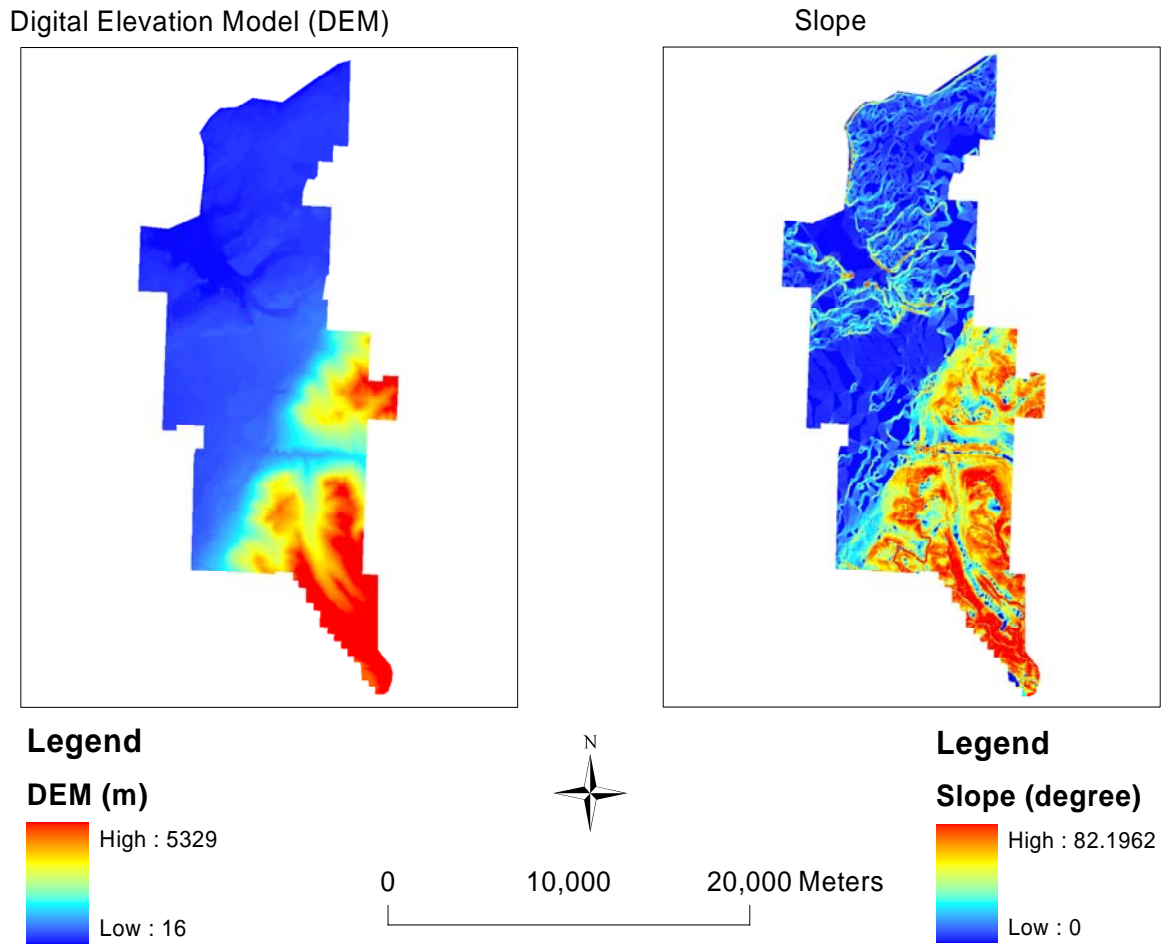 Digital Elevation Model (DEM)
Slope
Legend
DEM (m)
High : 5329
Low : 16
N
0 10,000 20,000 Meters
Legend
Slope (degree)
High : 82.1962
Low : 0